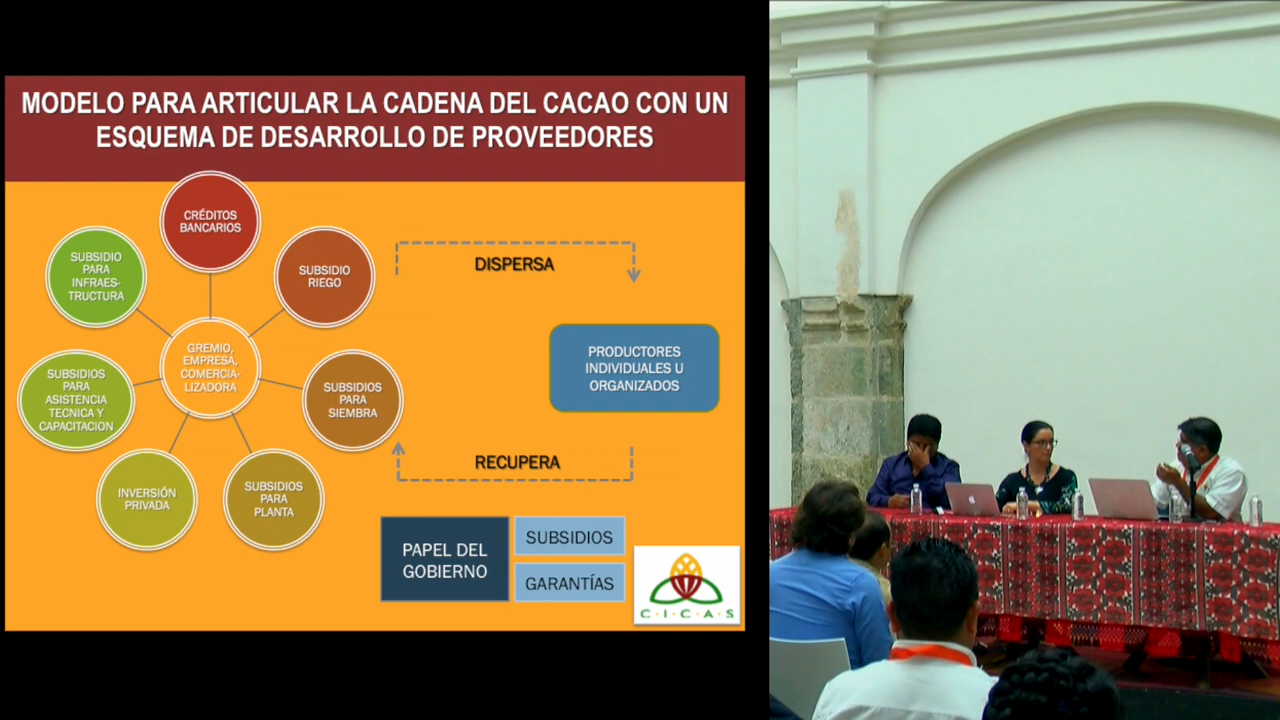 MODELO PARA ARTICULAR LA CADENA DEL CACAO CON UN
ESQUEMA DE DESARROLLO DE PROVEEDORES
CRÉDITOS
BANCARIOS
SUBSIDIO
RIEGO
SUBSIDIOS
PARA
SIEMBRA
SUBSIDIOS
PARA
PLANTA
INVERSIÓN
PRIVADA
SUBSIDIOS
PARA
ASISTENCIA
TECNICA Y
CAPACITACION
SUBSIDIO
PARA
INFRAES-
TRUCTURA
GREMIO,
EMPRESA,
COMERCIA-
LIZADORA
DISPERSA
PRODUCTORES
INDIVIDUALES U
ORGANIZADOS
RECUPERA
PAPEL DEL
GOBIERNO
SUBSIDIOS
GARANTÍAS
C·I·C·A·S